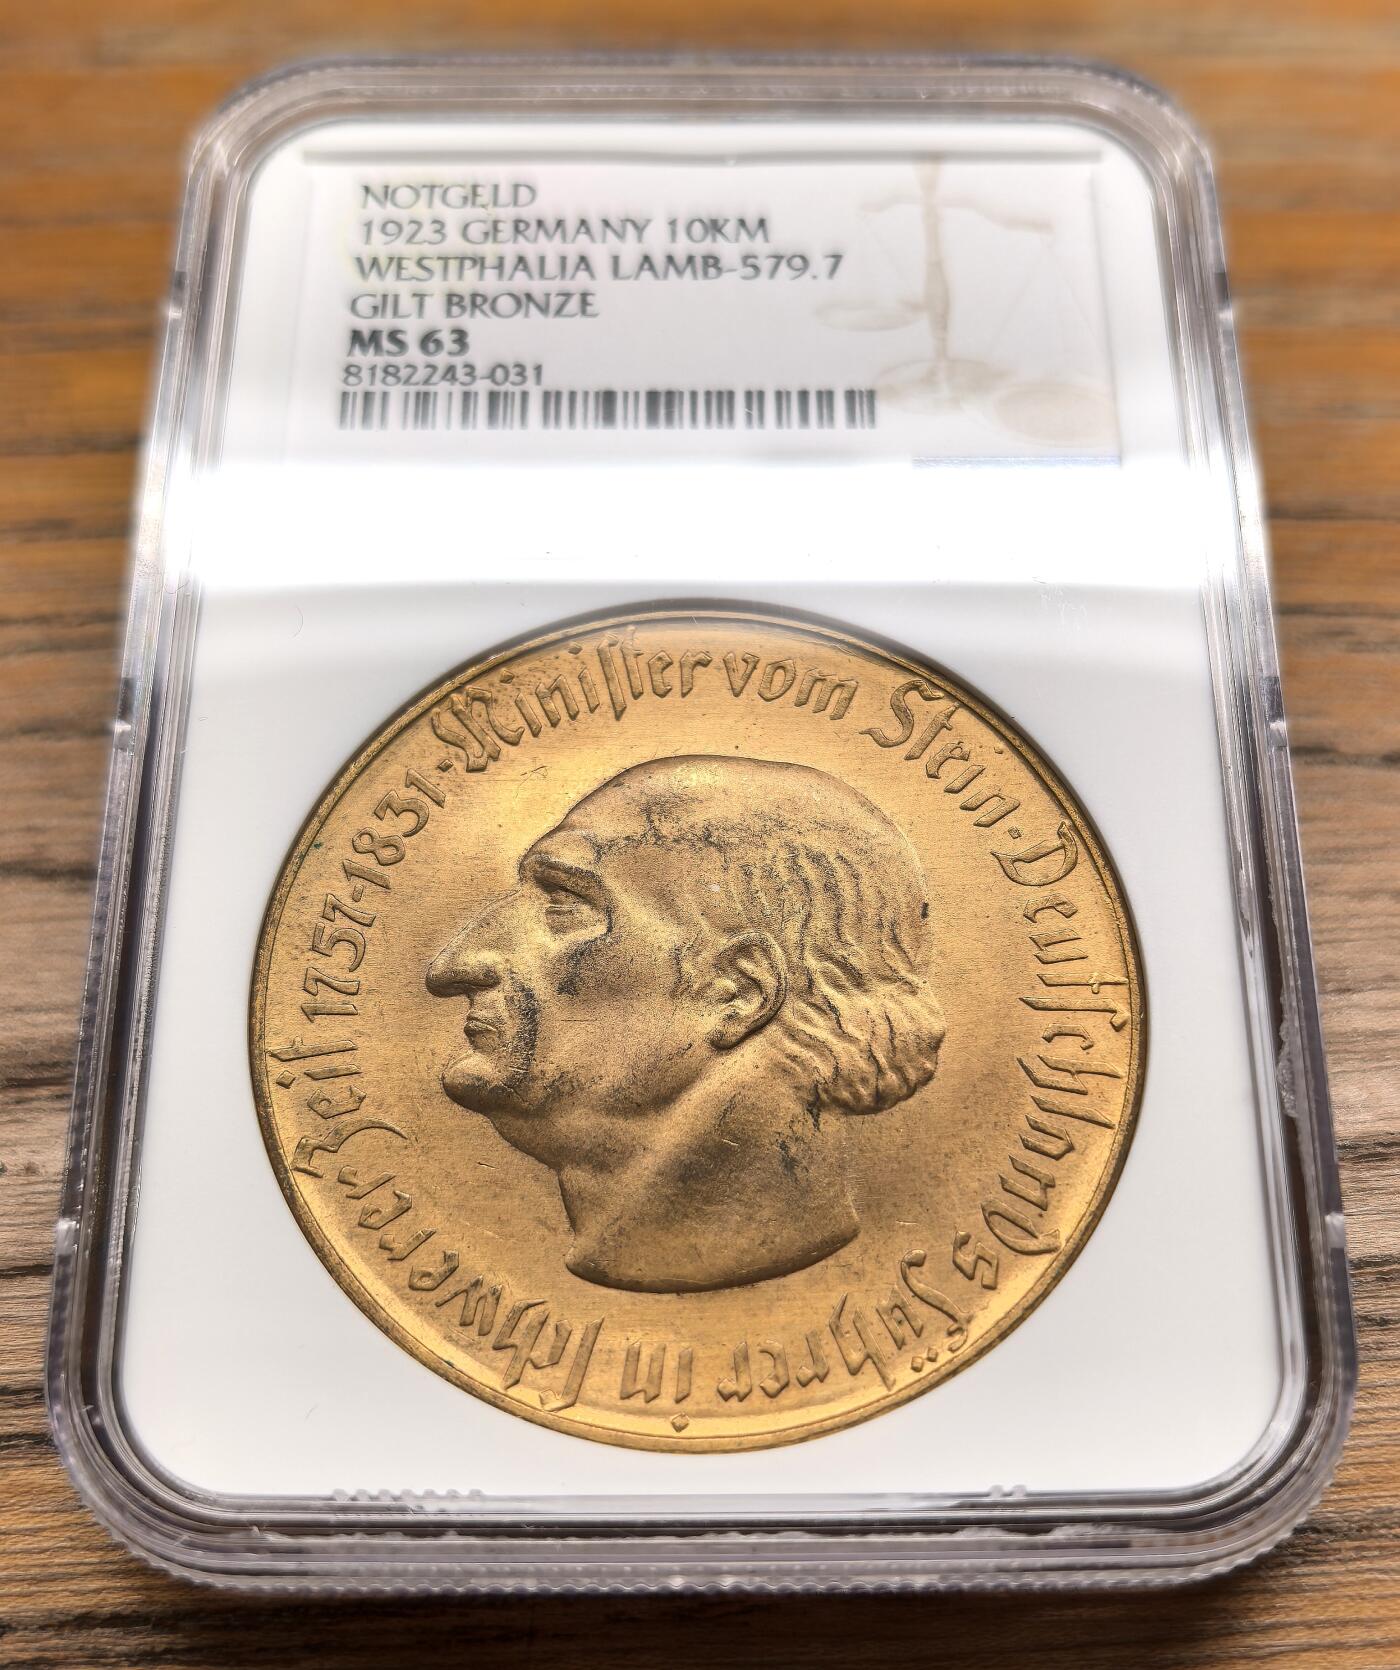 NOTGELD
1923 GERMANY 10KM
WESTPHALIA LAMB-579.7
GILT BRONZE
MS 63
8182243-031
Minister vom Stein·Deutschlands Führer in schwerer Zeit 1757-1831·